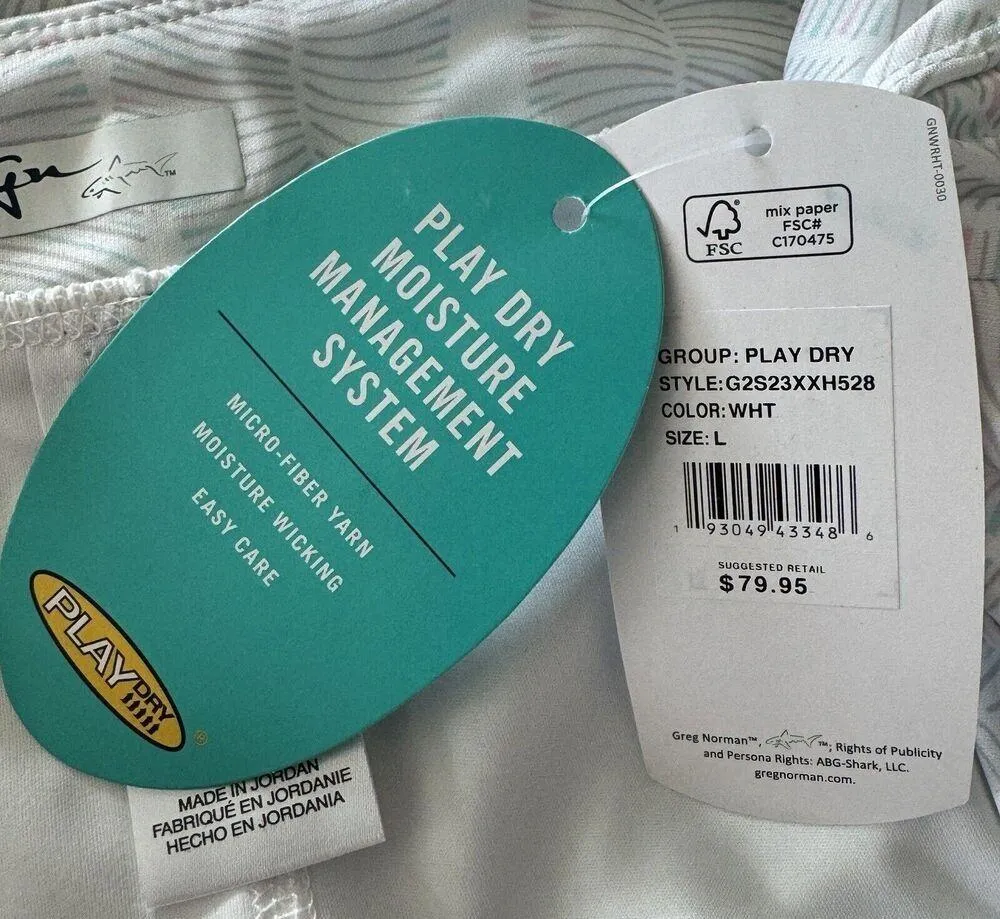 TM
PLAY DRY
MOISTURE
MANAGEMENT
SYSTEM
MICRO-FIBER YARN
MOISTURE WICKING
EASY CARE
PLAY DRY
®
MADE IN JORDAN
FABRIQUÉ EN JORDANIE
HECHO EN JORDANIA
GNWRHT-0030
FSC
mix paper
FSC#
C170475
GROUP: PLAY DRY
STYLE:G2S23XXH528
COLOR:WHT
SIZE: L
1 93049 43348 6
SUGGESTED RETAIL
$79.95
Greg Norman™, ™; Rights of Publicity
and Persona Rights: ABG-Shark, LLC.
gregnorman.com.